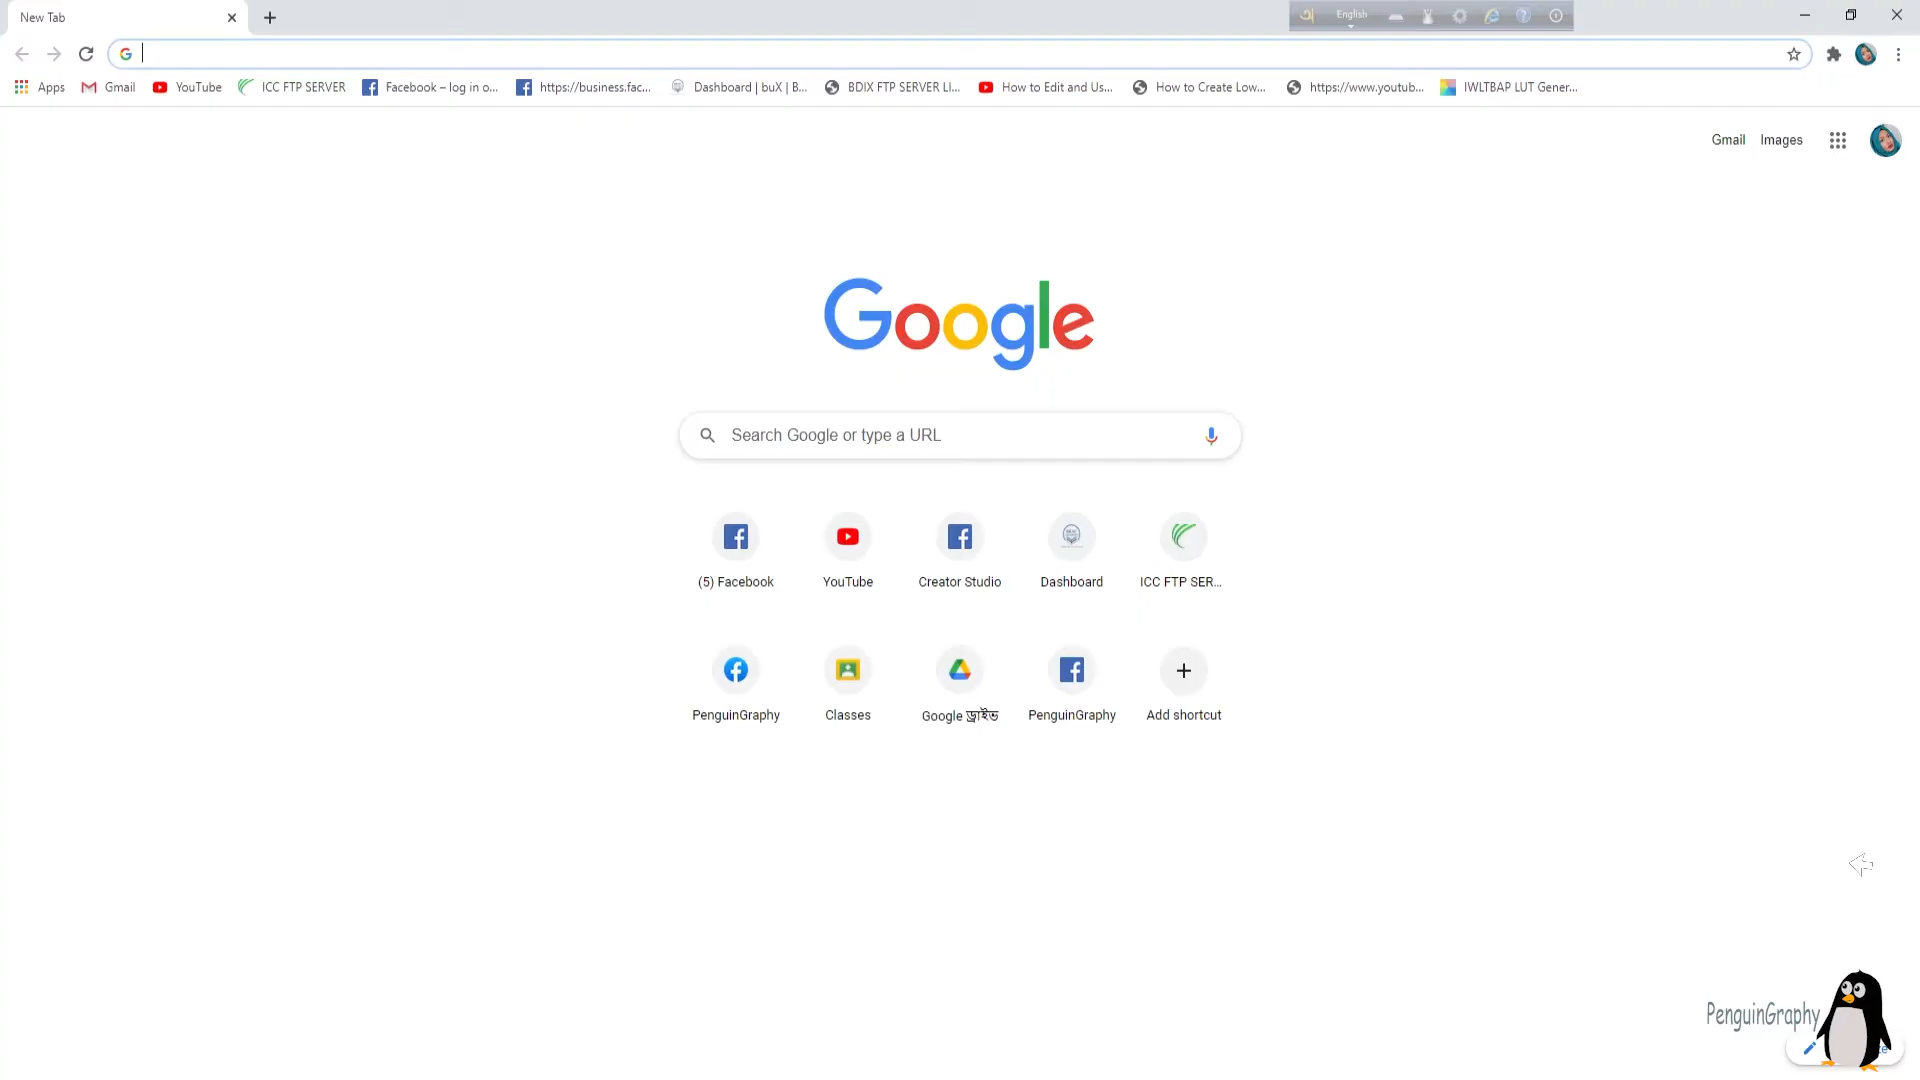 New Tab
English
Apps
Gmail
YouTube
ICC FTP SERVER
Facebook – log in o...
https://business.fac...
Dashboard | buX | B...
BDIX FTP SERVER LI...
How to Edit and Us...
How to Create Low...
https://www.youtub...
IWLTBAP LUT Gener...
Gmail
Images
Google
Search Google or type a URL
(5) Facebook
YouTube
Creator Studio
Dashboard
ICC FTP SER...
PenguinGraphy
Classes
Google ড্রাইভ
PenguinGraphy
Add shortcut
PenguinGraphy